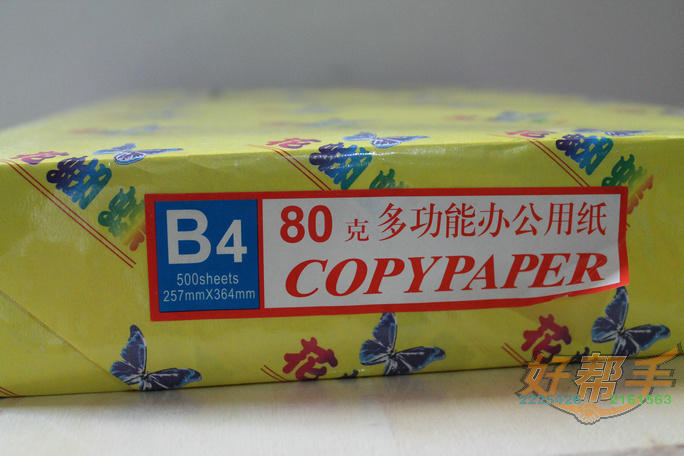 B4
500sheets
257mmX364mm
80克 多功能办公用纸
COPYPAPER
好帮手